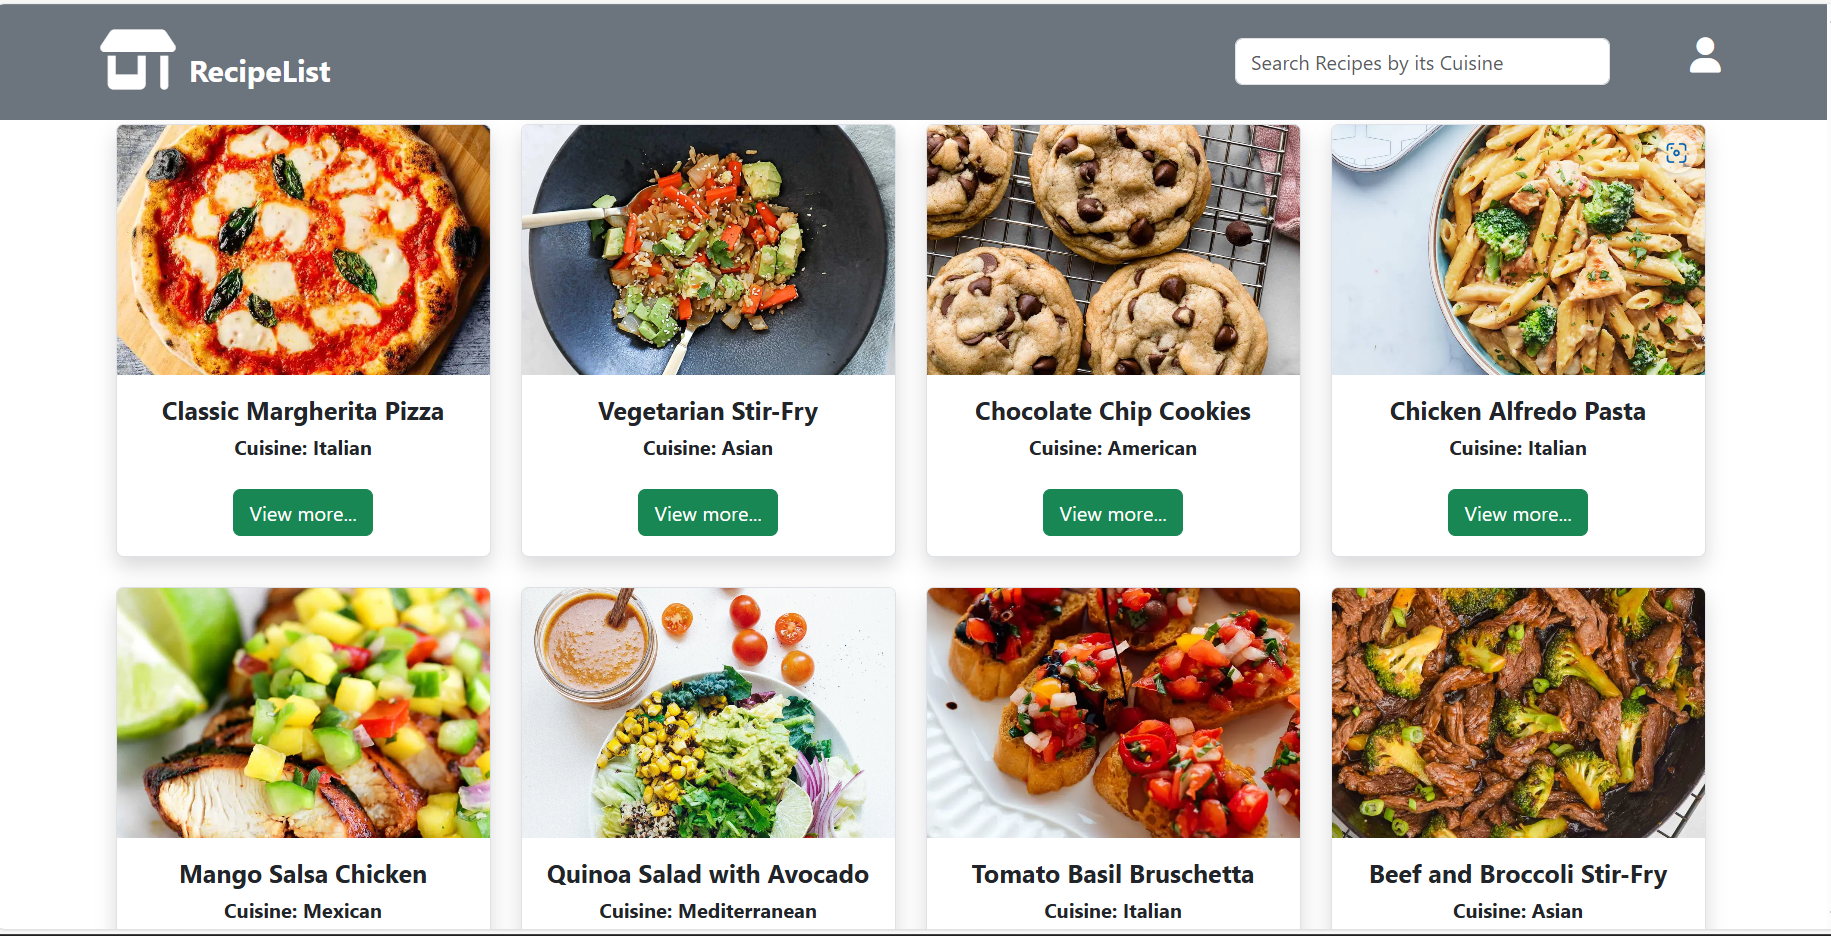 RecipeList
Search Recipes by its Cuisine
Classic Margherita Pizza
Cuisine: Italian
View more...
Vegetarian Stir-Fry
Cuisine: Asian
View more...
Chocolate Chip Cookies
Cuisine: American
View more...
Chicken Alfredo Pasta
Cuisine: Italian
View more...
Mango Salsa Chicken
Cuisine: Mexican
Quinoa Salad with Avocado
Cuisine: Mediterranean
Tomato Basil Bruschetta
Cuisine: Italian
Beef and Broccoli Stir-Fry
Cuisine: Asian